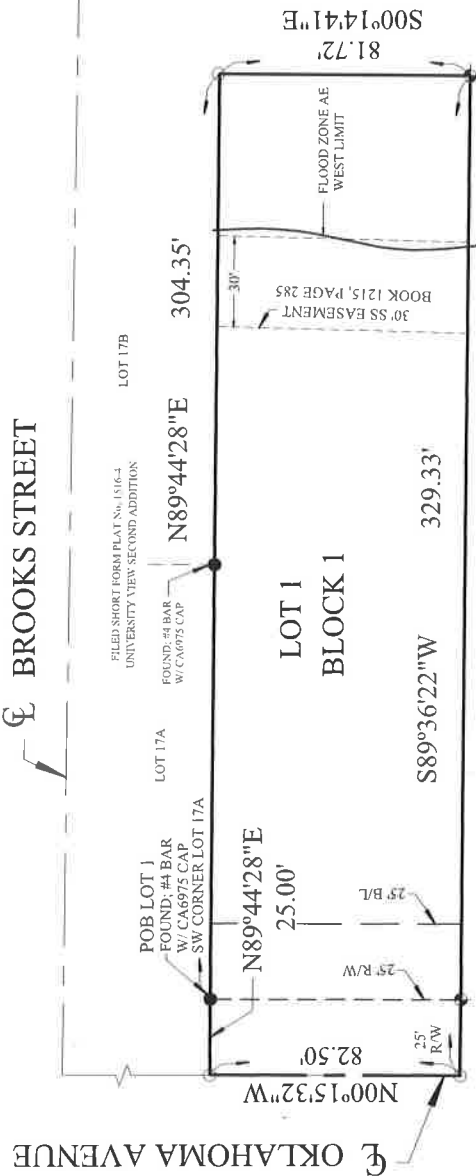 ℄ BROOKS STREET
FILED SHORT FORM PLAT No. 1516-4
UNIVERSITY VIEW SECOND ADDITION
LOT 17A
LOT 17B
POB LOT 1
FOUND: #4 BAR
W/ CA6975 CAP
SW CORNER LOT 17A
FOUND: #4 BAR
W/ CA6975 CAP
N89°44'28"E
304.35'
N89°44'28"E
25.00'
LOT 1
BLOCK 1
30'
30' SS EASEMENT
BOOK 1215, PAGE 285
FLOOD ZONE AE
WEST LIMIT
S00°14'41"E
81.72'
S89°36'22"W
329.33'
25' B/L
25' R/W
25'
R/W
N00°15'32"W
82.50'
℄ OKLAHOMA AVENUE